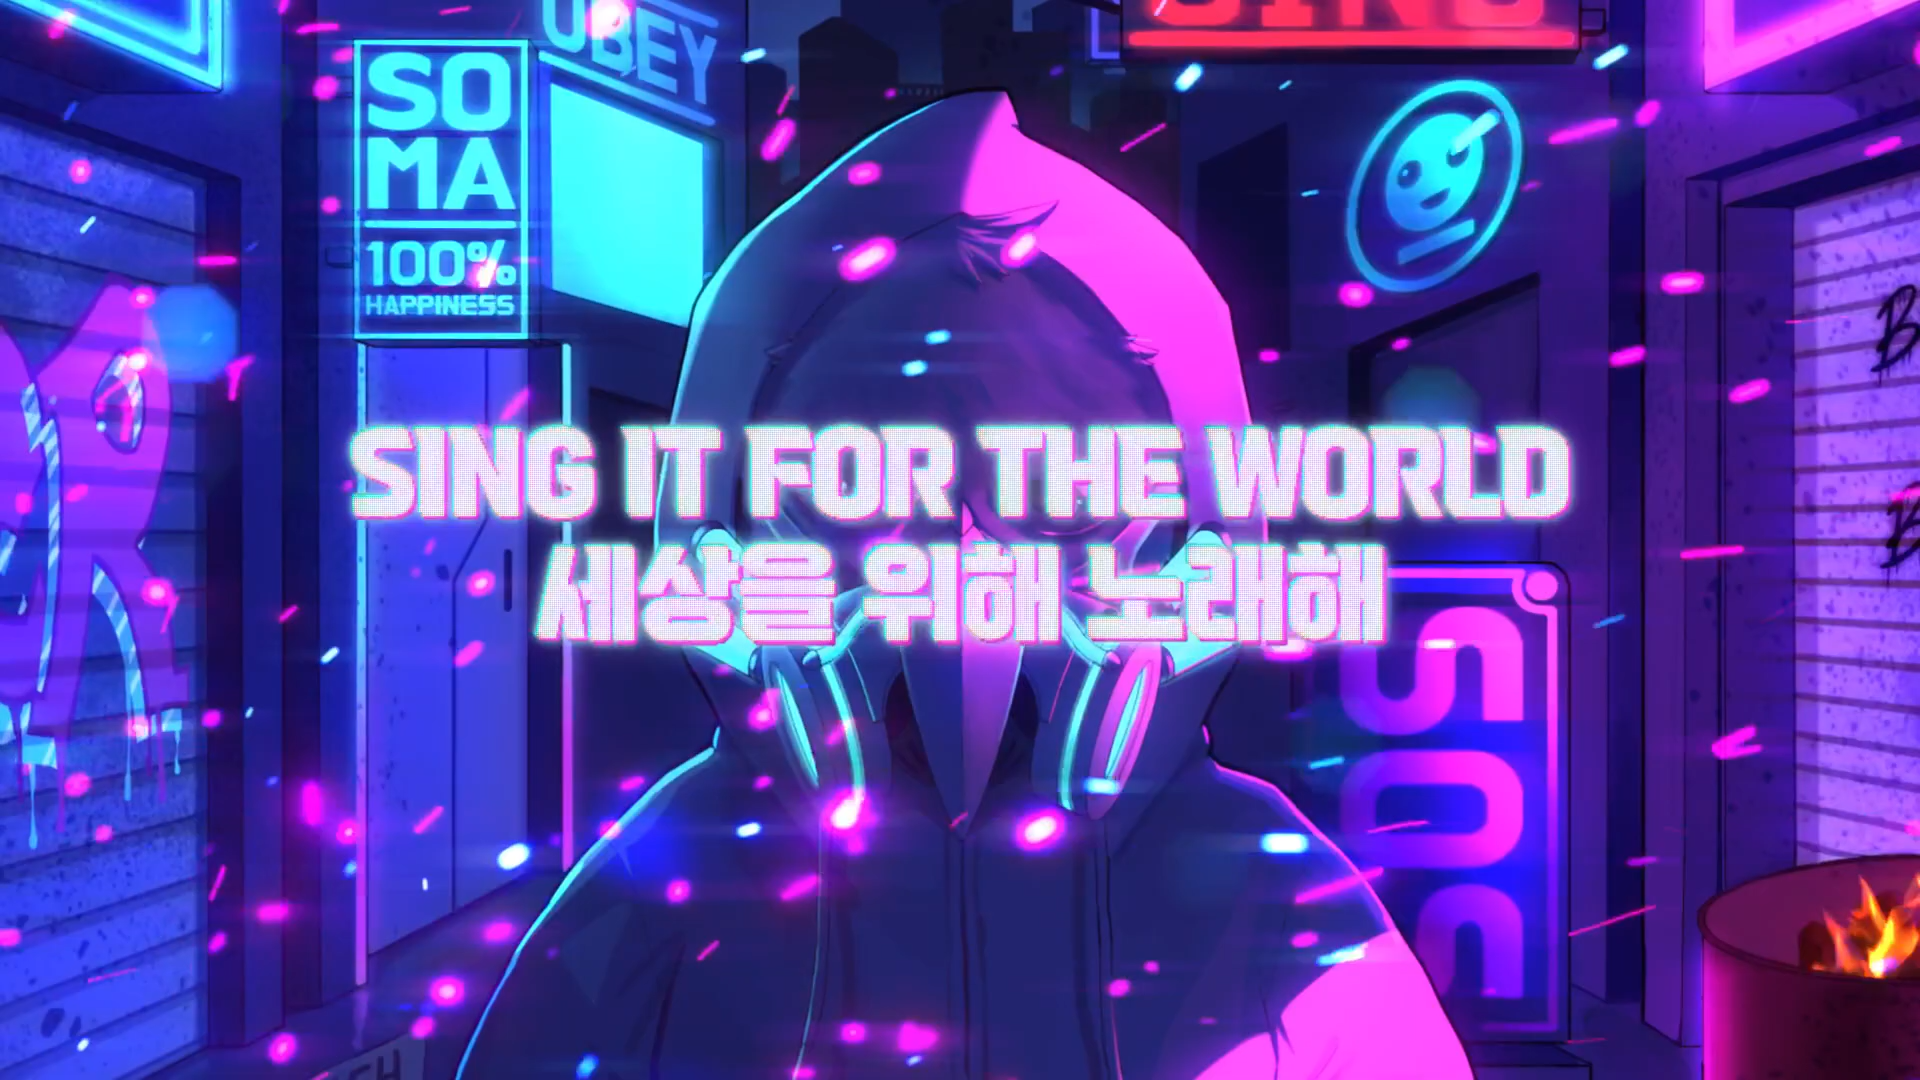 OBEY
SO
MA
100%
HAPPINESS
SING IT FOR THE WORLD
세상을 위해 노래해